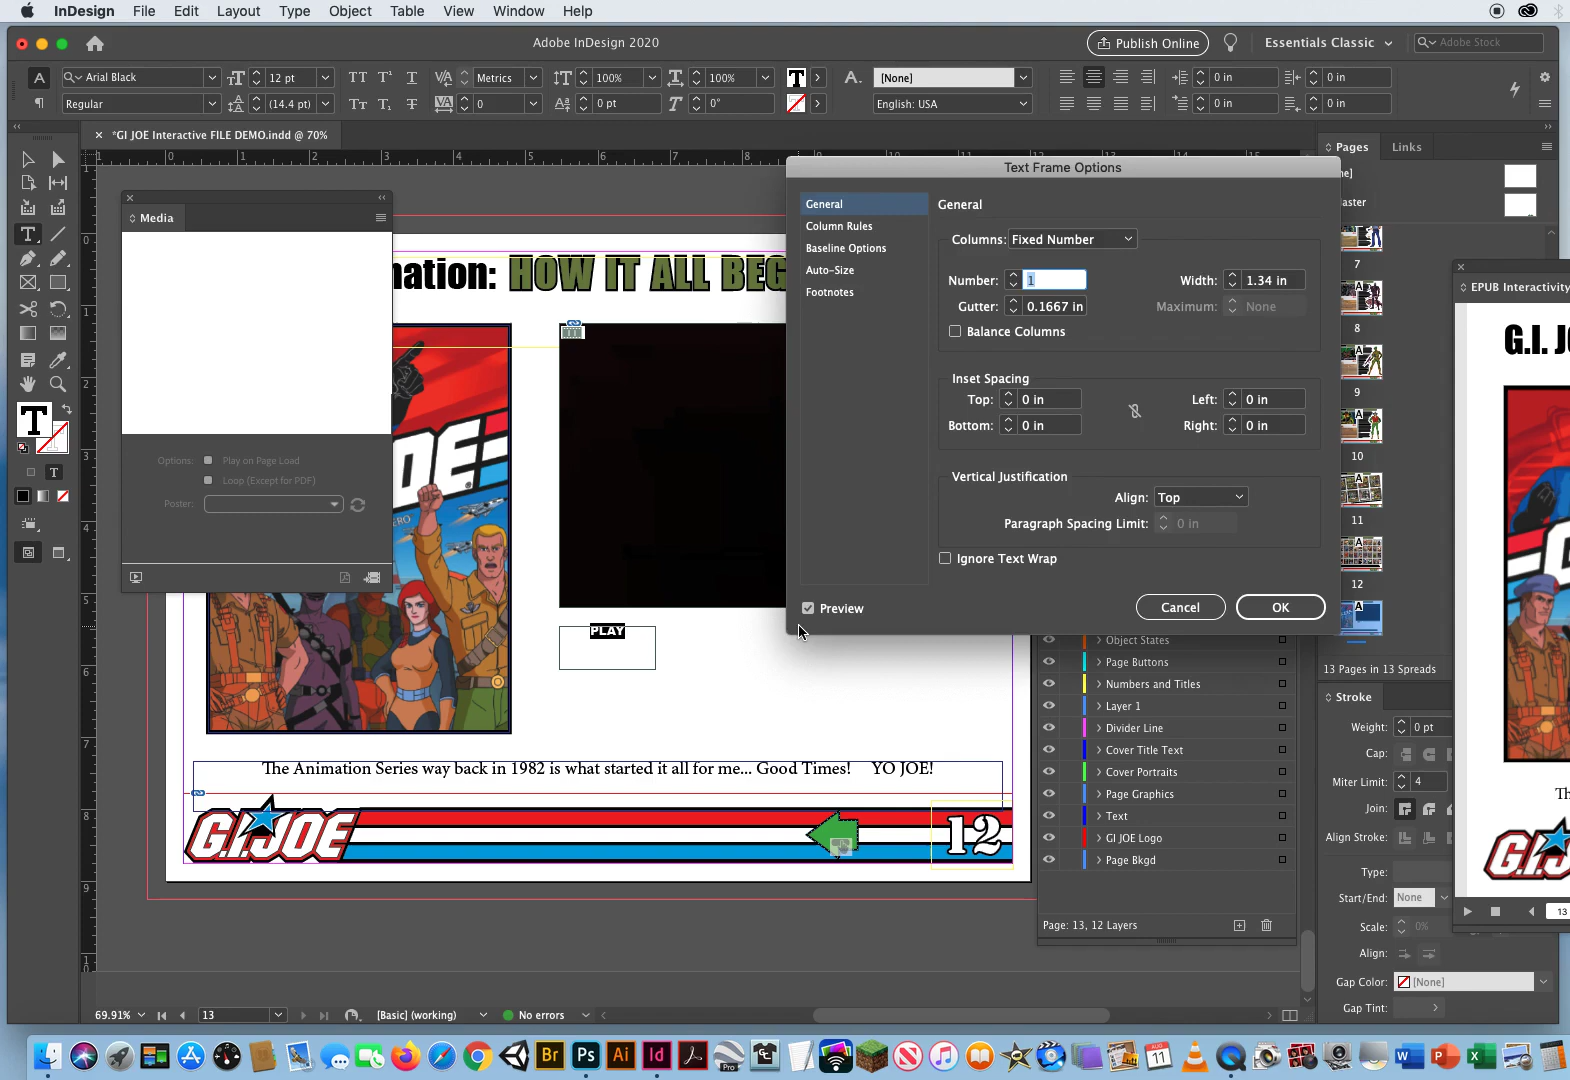 InDesign File Edit Layout Type Object Table View Window Help
Adobe InDesign 2020
Publish Online
Essentials Classic
Adobe Stock
A Arial Black 12 pt Metrics 100% 100% [None] 0 in 0 in
Regular (14.4 pt) 0 0 pt 0° English: USA 0 in 0 in
*GI JOE Interactive FILE DEMO.indd @ 70%
Pages Links
Media
Text Frame Options
General
Column Rules
Baseline Options
Auto-Size
Footnotes
General
Columns: Fixed Number
Number: 1 Width: 1.34 in
Gutter: 0.1667 in Maximum: None
Balance Columns
Inset Spacing
Top: 0 in Left: 0 in
Bottom: 0 in Right: 0 in
Vertical Justification
Align: Top
Paragraph Spacing Limit: 0 in
Ignore Text Wrap
Preview
Cancel OK
Options: Play on Page Load
Loop (Except for PDF)
Poster:
mation: HOW IT ALL BEG
PLAY
The Animation Series way back in 1982 is what started it all for me... Good Times! YO JOE!
G.I.JOE
12
7
8
9
10
11
12
13 Pages in 13 Spreads
EPUB Interactivity
G.I. JO
Th
Object States
Page Buttons
Numbers and Titles
Layer 1
Divider Line
Cover Title Text
Cover Portraits
Page Graphics
Text
GI JOE Logo
Page Bkgd
Page: 13, 12 Layers
Stroke
Weight: 0 pt
Cap:
Miter Limit: 4
Join:
Align Stroke:
Type:
Start/End: None
Scale: 0%
Align:
Gap Color: [None]
Gap Tint:
13
69.91% 13 [Basic] (working) No errors